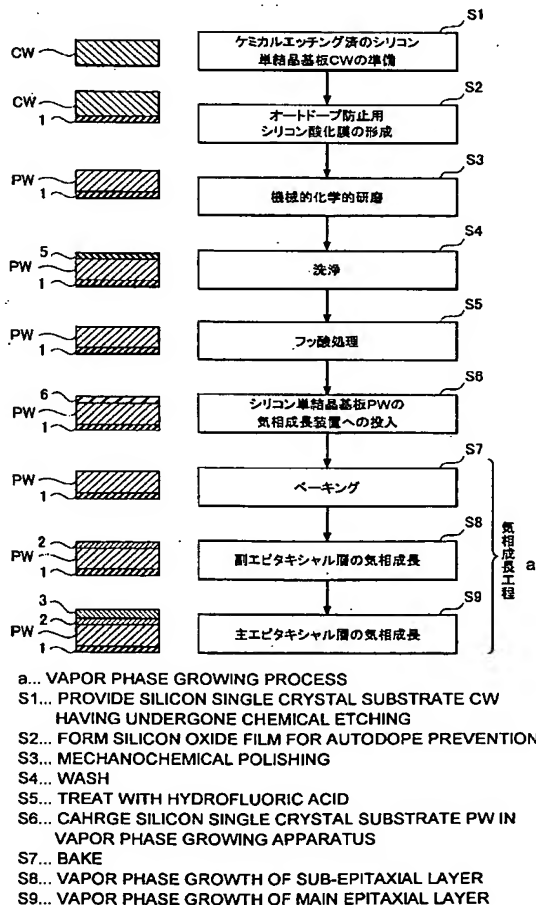 S1
CW
ケミカルエッチング済のシリコン
単結晶基板CWの準備
S2
CW
1
オートドープ防止用
シリコン酸化膜の形成
S3
PW
1
機械的化学的研磨
S4
5
PW
1
洗浄
S5
PW
1
フッ酸処理
S6
6
PW
1
シリコン単結晶基板PWの
気相成長装置への投入
S7
PW
1
ベーキング
S8
2
PW
1
副エピタキシャル層の気相成長
S9
3
2
PW
1
主エピタキシャル層の気相成長
気相成長工程
a
a... VAPOR PHASE GROWING PROCESS
S1... PROVIDE SILICON SINGLE CRYSTAL SUBSTRATE CW
HAVING UNDERGONE CHEMICAL ETCHING
S2... FORM SILICON OXIDE FILM FOR AUTODOPE PREVENTION
S3... MECHANOCHEMICAL POLISHING
S4... WASH
S5... TREAT WITH HYDROFLUORIC ACID
S6... CAHRGE SILICON SINGLE CRYSTAL SUBSTRATE PW IN
VAPOR PHASE GROWING APPARATUS
S7... BAKE
S8... VAPOR PHASE GROWTH OF SUB-EPITAXIAL LAYER
S9... VAPOR PHASE GROWTH OF MAIN EPITAXIAL LAYER